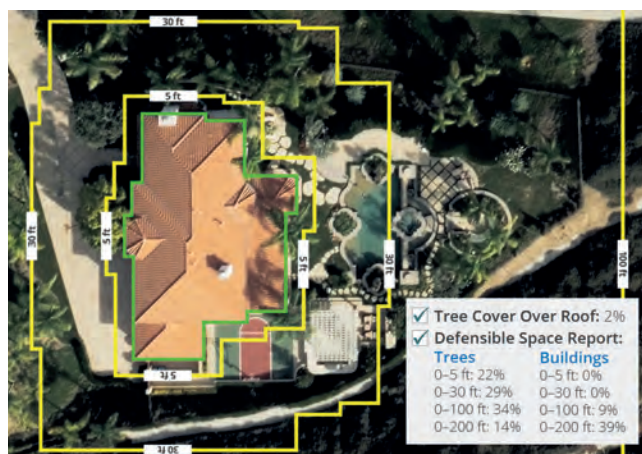 30 ft
5 ft
30 ft
5 ft
5 ft
30 ft
100 ft
5 ft
30 ft
Tree Cover Over Roof: 2%
Defensible Space Report:
Trees Buildings
0–5 ft: 22% 0–5 ft: 0%
0–30 ft: 29% 0–30 ft: 0%
0–100 ft: 34% 0–100 ft: 9%
0–200 ft: 14% 0–200 ft: 39%